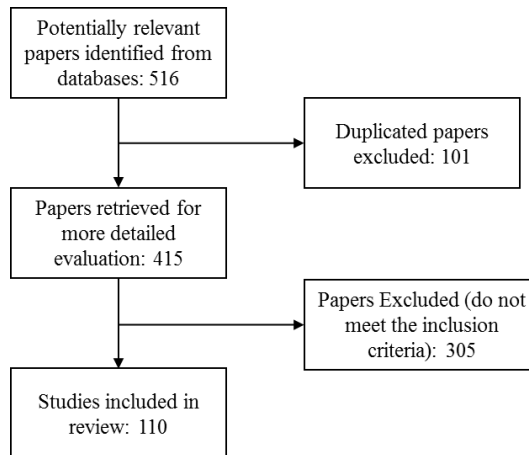 Potentially relevant
papers identified from
databases: 516
Duplicated papers
excluded: 101
Papers retrieved for
more detailed
evaluation: 415
Papers Excluded (do not
meet the inclusion
criteria): 305
Studies included in
review: 110